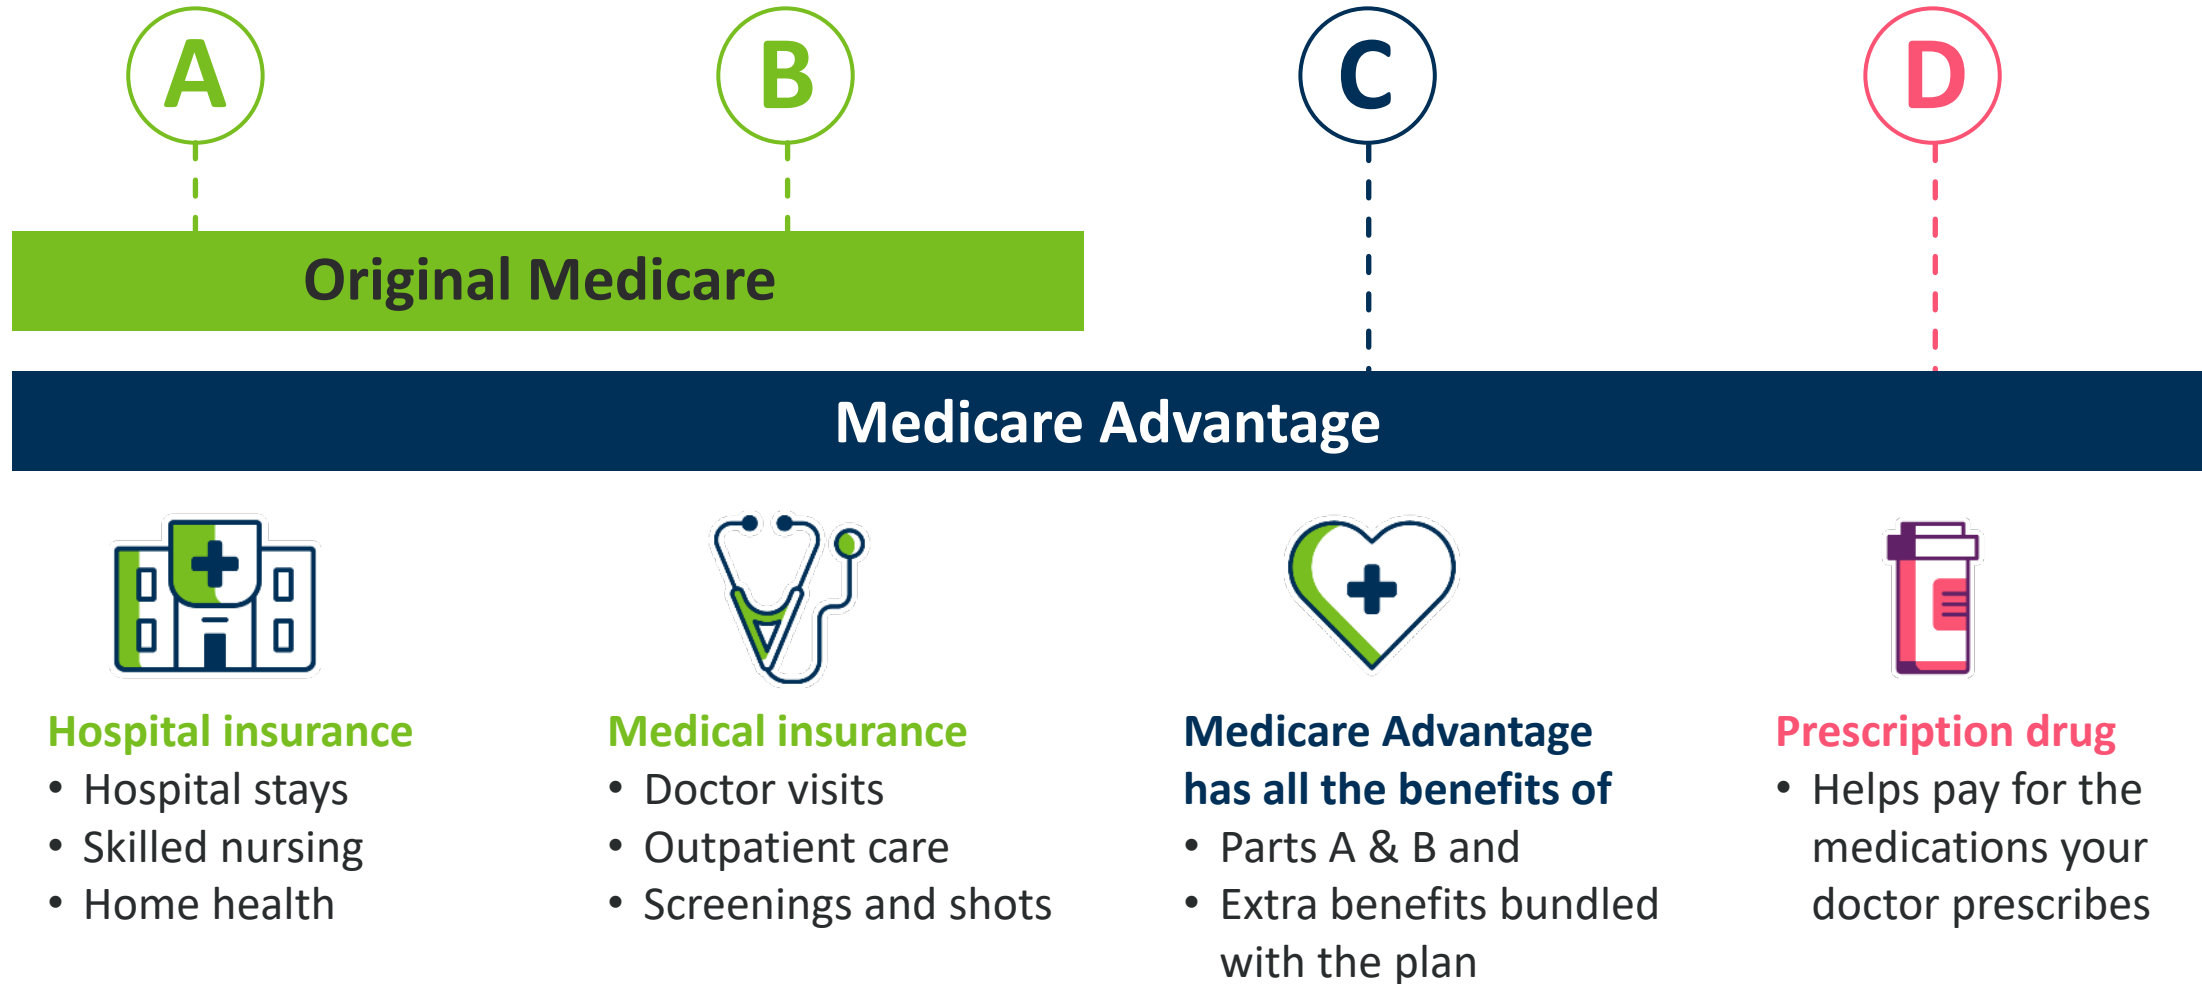 A
B
C
D
Original Medicare
Medicare Advantage
Hospital insurance
• Hospital stays
• Skilled nursing
• Home health
Medical insurance
• Doctor visits
• Outpatient care
• Screenings and shots
Medicare Advantage
has all the benefits of
• Parts A & B and
• Extra benefits bundled
with the plan
Prescription drug
• Helps pay for the
medications your
doctor prescribes